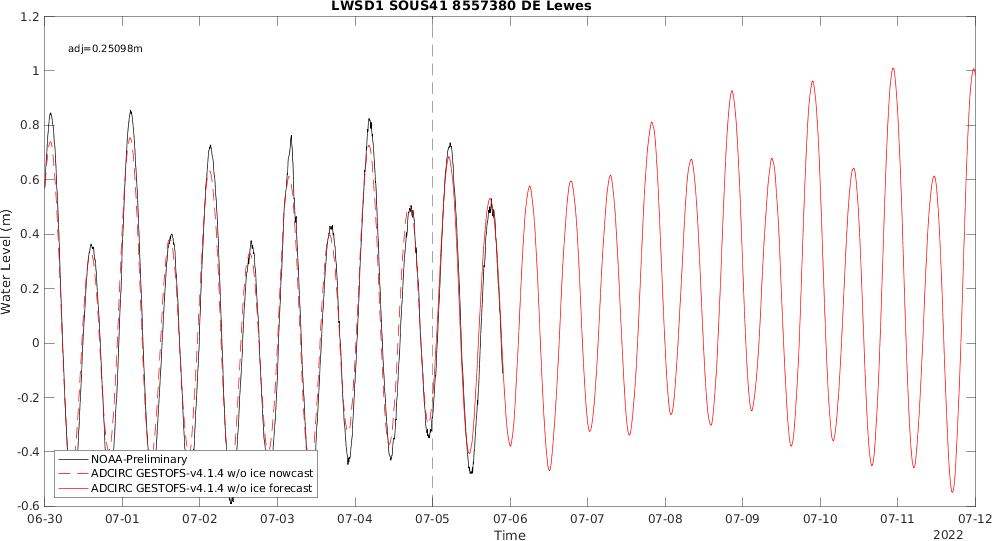 LWSD1 SOUS41 8557380 DE Lewes
1.2
adj=0.25098m
1
0.8
0.6
0.4
0.2
0
-0.2
-0.4
-0.6
Water Level (m)
NOAA-Preliminary
ADCIRC GESTOFS-v4.1.4 w/o ice nowcast
ADCIRC GESTOFS-v4.1.4 w/o ice forecast
06-30 07-01 07-02 07-03 07-04 07-05 07-06 07-07 07-08 07-09 07-10 07-11 07-12
Time
2022